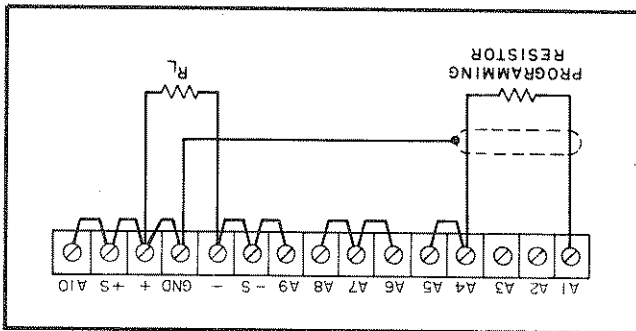 A1 A2 A3 A4 A5 A6 A7 A8 A9 -S - GND + +S A10
PROGRAMMING
RESISTOR
RL